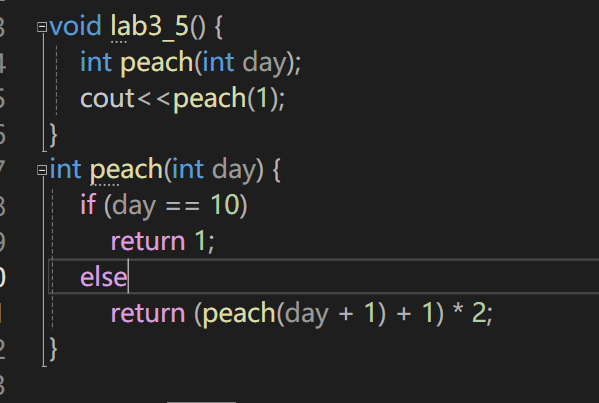 void lab3_5() {
int peach(int day);
cout<<peach(1);
}
int peach(int day) {
if (day == 10)
return 1;
else
return (peach(day + 1) + 1) * 2;
}